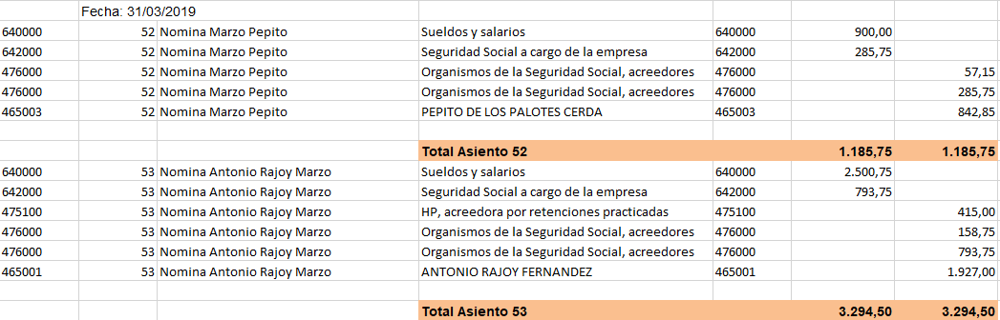 Fecha: 31/03/2019
640000 52 Nomina Marzo Pepito Sueldos y salarios 640000 900,00
642000 52 Nomina Marzo Pepito Seguridad Social a cargo de la empresa 642000 285,75
476000 52 Nomina Marzo Pepito Organismos de la Seguridad Social, acreedores 476000 57,15
476000 52 Nomina Marzo Pepito Organismos de la Seguridad Social, acreedores 476000 285,75
465003 52 Nomina Marzo Pepito PEPITO DE LOS PALOTES CERDA 465003 842,85
Total Asiento 52 1.185,75 1.185,75
640000 53 Nomina Antonio Rajoy Marzo Sueldos y salarios 640000 2.500,75
642000 53 Nomina Antonio Rajoy Marzo Seguridad Social a cargo de la empresa 642000 793,75
475100 53 Nomina Antonio Rajoy Marzo HP, acreedora por retenciones practicadas 475100 415,00
476000 53 Nomina Antonio Rajoy Marzo Organismos de la Seguridad Social, acreedores 476000 158,75
476000 53 Nomina Antonio Rajoy Marzo Organismos de la Seguridad Social, acreedores 476000 793,75
465001 53 Nomina Antonio Rajoy Marzo ANTONIO RAJOY FERNANDEZ 465001 1.927,00
Total Asiento 53 3.294,50 3.294,50